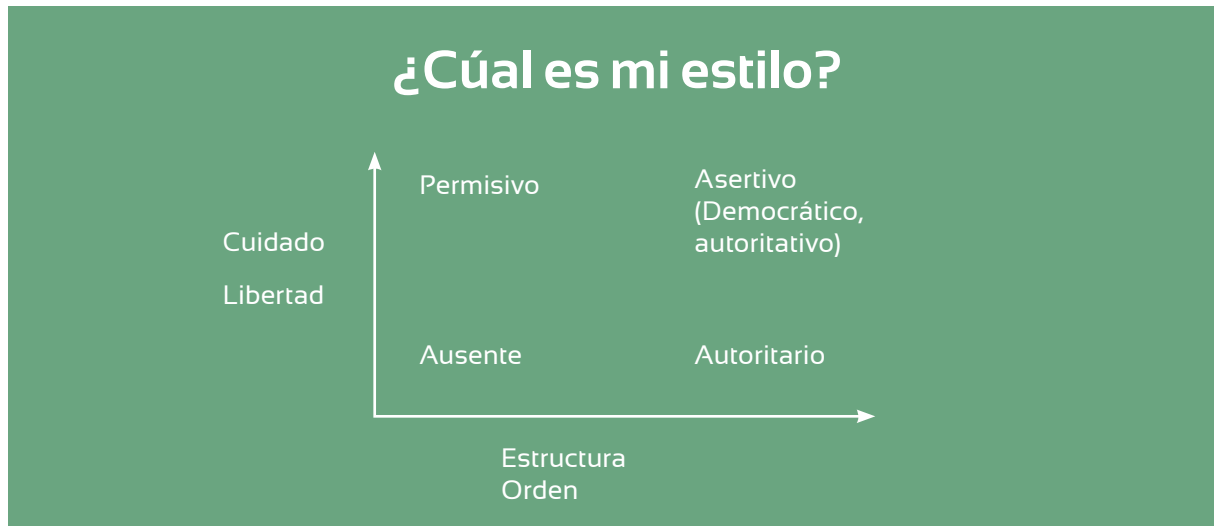 ¿Cúal es mi estilo?
Permisivo
Asertivo
(Democrático,
autoritativo)
Cuidado
Libertad
Ausente
Autoritario
Estructura
Orden